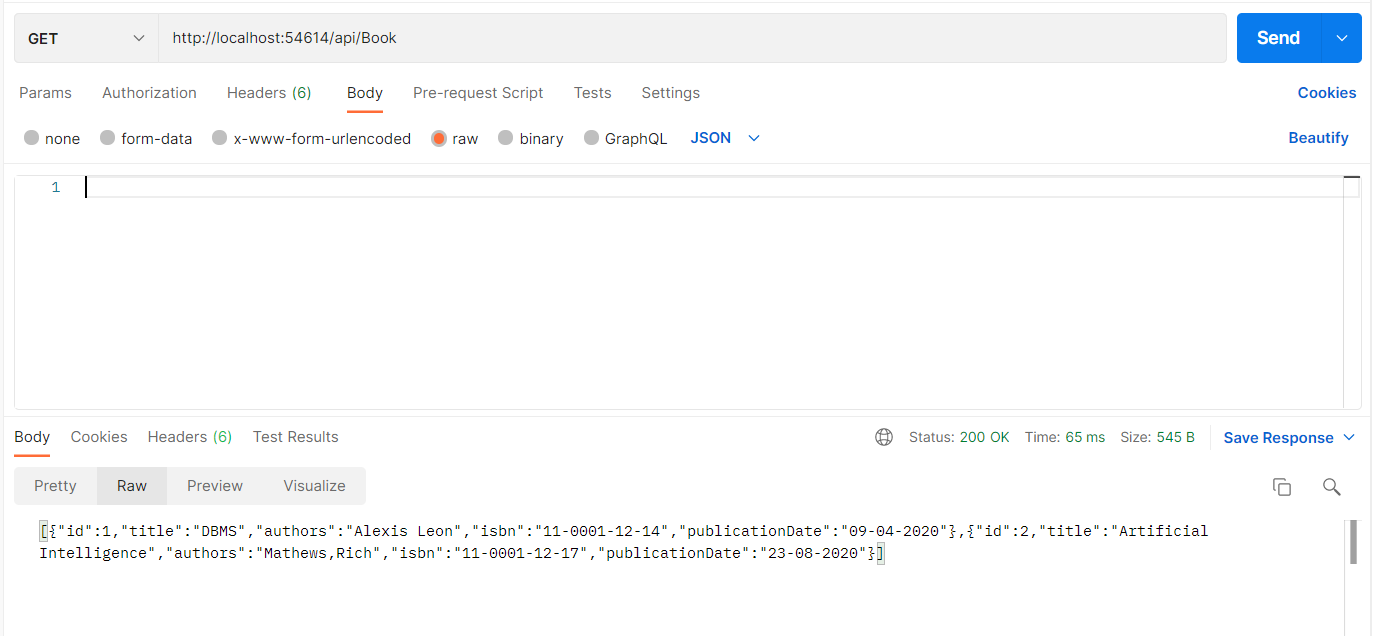 GET http://localhost:54614/api/Book Send
Params Authorization Headers (6) Body Pre-request Script Tests Settings Cookies
none form-data x-www-form-urlencoded raw binary GraphQL JSON Beautify
1
Body Cookies Headers (6) Test Results Status: 200 OK Time: 65 ms Size: 545 B Save Response
Pretty Raw Preview Visualize
[{"id":1,"title":"DBMS","authors":"Alexis Leon","isbn":"11-0001-12-14","publicationDate":"09-04-2020"},{"id":2,"title":"Artificial
Intelligence","authors":"Mathews,Rich","isbn":"11-0001-12-17","publicationDate":"23-08-2020"}]